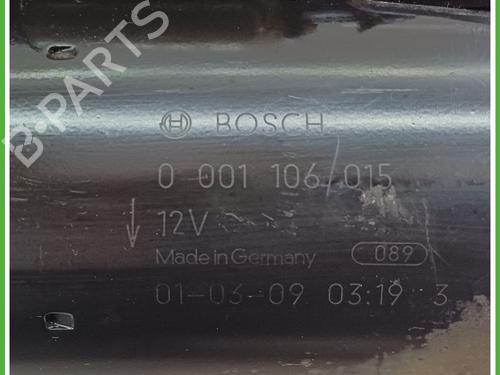 BOSCH
0 001 106 015
12V
Made in Germany
089
01-03-09 03:19 3
B-PARTS